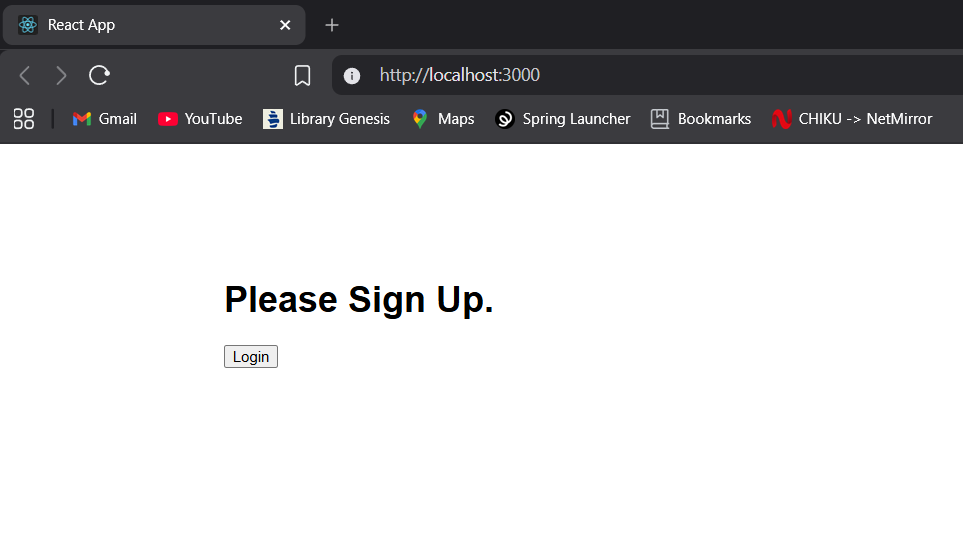 React App
http://localhost:3000
Gmail YouTube Library Genesis Maps Spring Launcher Bookmarks CHIKU -> NetMirror
Please Sign Up.
Login